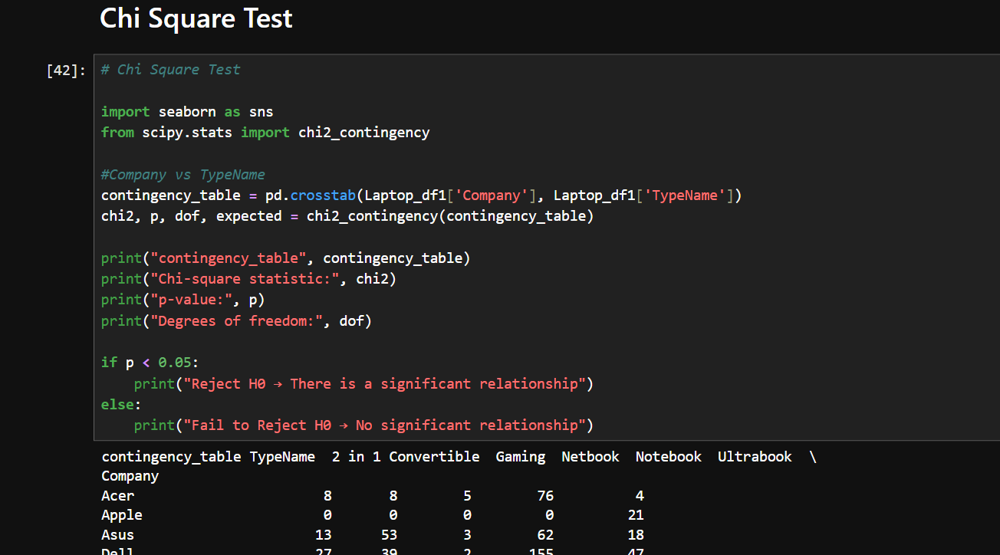 Chi Square Test
[42]:
# Chi Square Test
import seaborn as sns
from scipy.stats import chi2_contingency
#Company vs TypeName
contingency_table = pd.crosstab(Laptop_df1['Company'], Laptop_df1['TypeName'])
chi2, p, dof, expected = chi2_contingency(contingency_table)
print("contingency_table", contingency_table)
print("Chi-square statistic:", chi2)
print("p-value:", p)
print("Degrees of freedom:", dof)
if p < 0.05:
    print("Reject H0 → There is a significant relationship")
else:
    print("Fail to Reject H0 → No significant relationship")
contingency_table TypeName  2 in 1 Convertible  Gaming  Netbook  Notebook  Ultrabook  \
Company
Acer 8 8 5 76 4
Apple 0 0 0 0 21
Asus 13 53 3 62 18
Dell 27 39 2 155 47